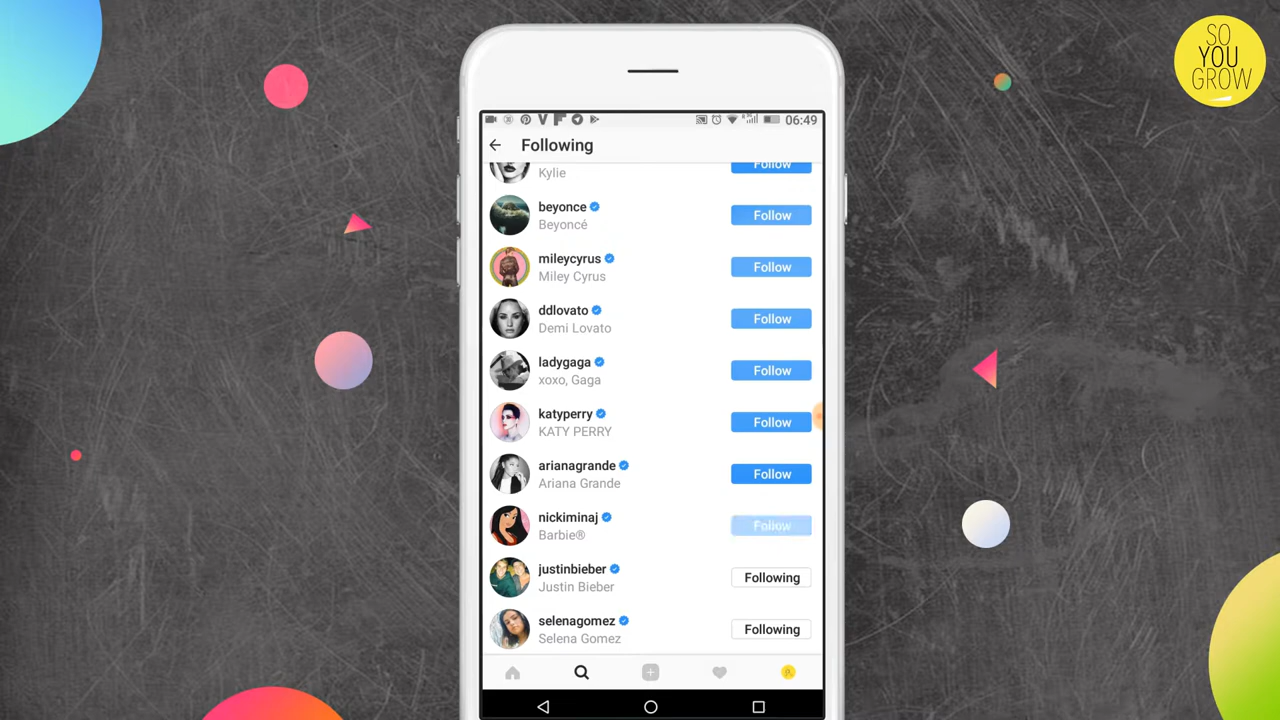 SO
YOU
GROW
06:49
Following
Kylie
Follow
beyonce
Beyoncé
Follow
mileycyrus
Miley Cyrus
Follow
ddlovato
Demi Lovato
Follow
ladygaga
xoxo, Gaga
Follow
katyperry
KATY PERRY
Follow
arianagrande
Ariana Grande
Follow
nickiminaj
Barbie®
Follow
justinbieber
Justin Bieber
Following
selenagomez
Selena Gomez
Following